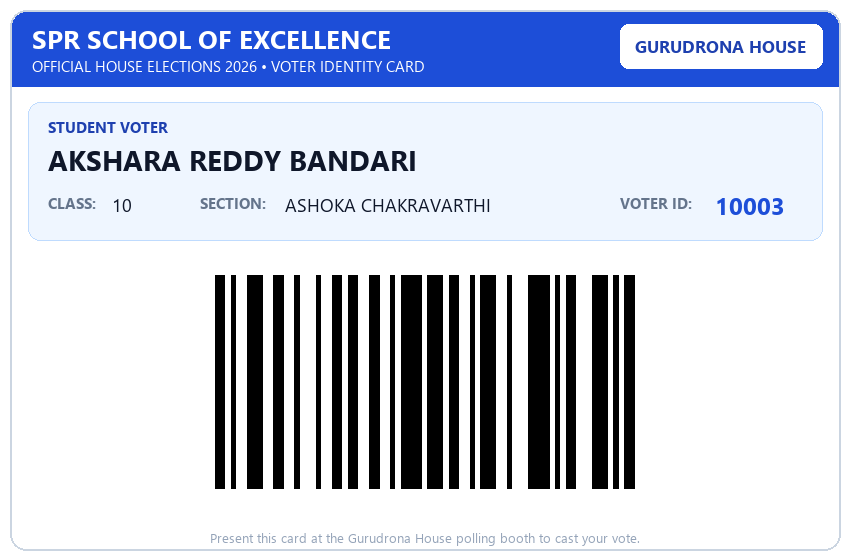 SPR SCHOOL OF EXCELLENCE
OFFICIAL HOUSE ELECTIONS 2026 • VOTER IDENTITY CARD
GURUDRONA HOUSE
STUDENT VOTER
AKSHARA REDDY BANDARI
CLASS: 10 SECTION: ASHOKA CHAKRAVARTHI VOTER ID: 10003
Present this card at the Gurudrona House polling booth to cast your vote.